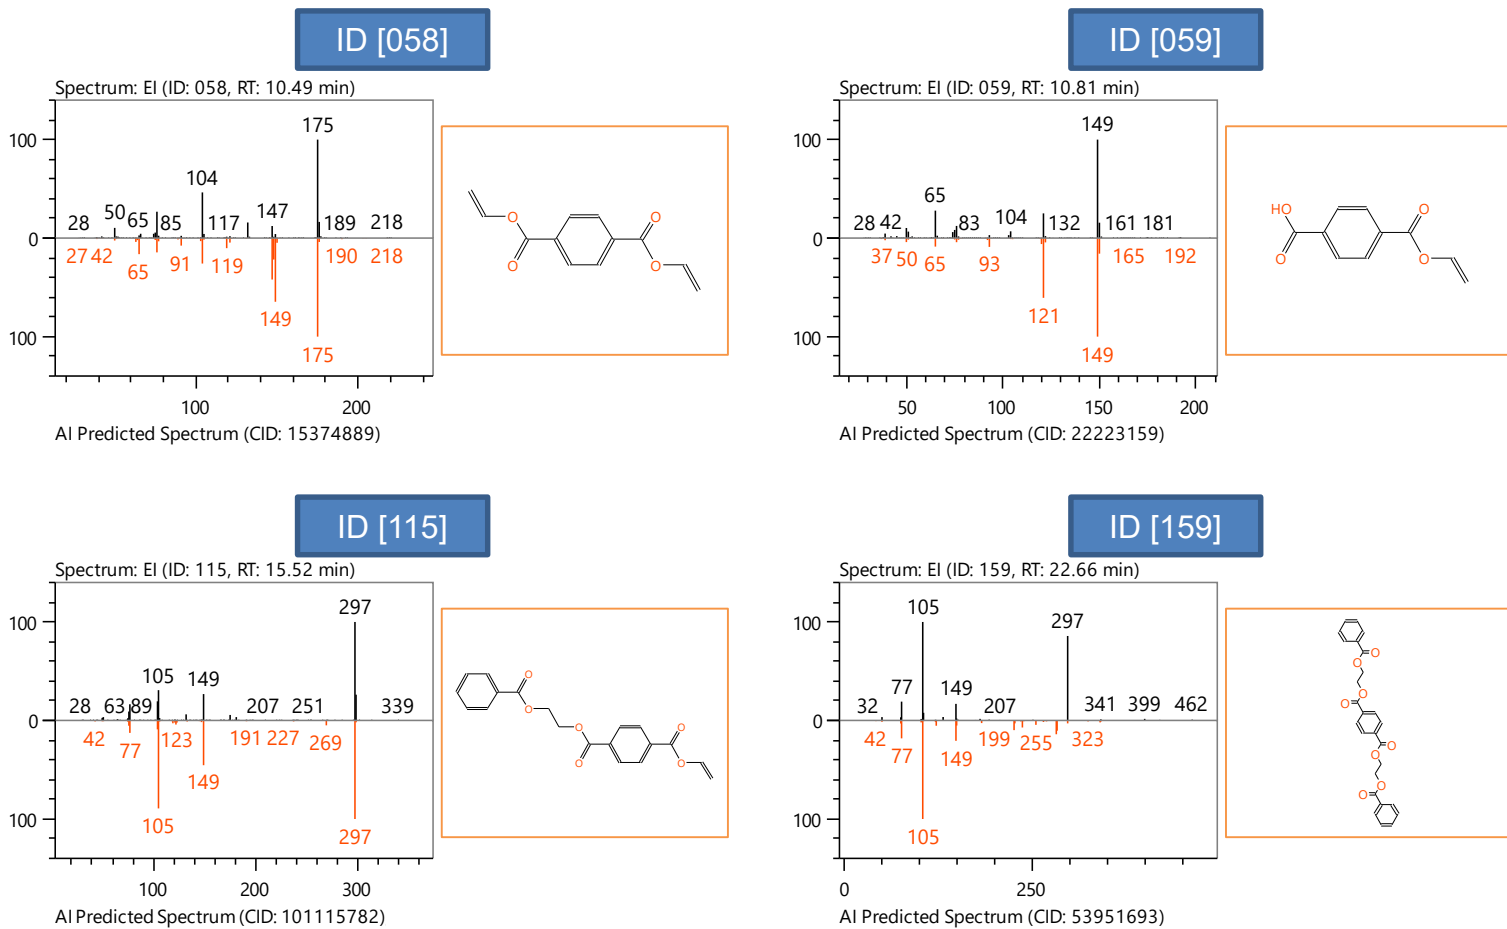 ID [058]
Spectrum: EI (ID: 058, RT: 10.49 min)
175
100
104
50 65 85 117 147
28 189 218
0
27 42 65 91 119 190 218
149
100
175
100 200
AI Predicted Spectrum (CID: 15374889)
O
O
O
O
ID [059]
Spectrum: EI (ID: 059, RT: 10.81 min)
149
100
65
28 42 83 104 132 161 181
0
37 50 65 93 165 192
121
100
149
50 100 150 200
AI Predicted Spectrum (CID: 22223159)
HO
O
O
O
ID [115]
Spectrum: EI (ID: 115, RT: 15.52 min)
297
100
105 149
28 63 89 207 251 339
0
42 77 123 191 227 269
149
100
105 297
100 200 300
AI Predicted Spectrum (CID: 101115782)
O
O
O
O
O
O
ID [159]
Spectrum: EI (ID: 159, RT: 22.66 min)
105
100
297
77 149
32 207 341 399 462
0
42 77 149 199 255 323
100
105
0 250
AI Predicted Spectrum (CID: 53951693)
O
O
O
O
O
O
O
O